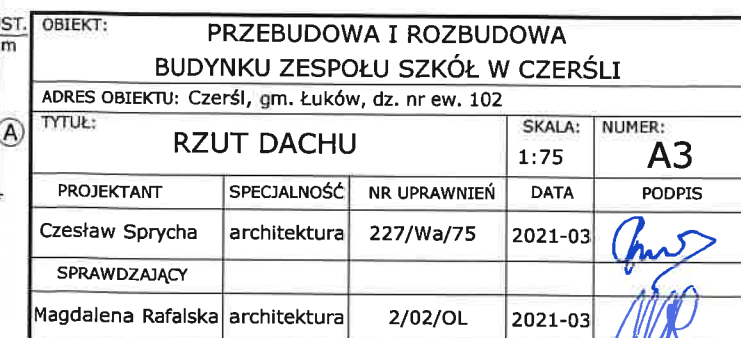 ST.
m
A
OBIEKT:
PRZEBUDOWA I ROZBUDOWA
BUDYNKU ZESPOŁU SZKÓŁ W CZERŚLI
ADRES OBIEKTU: Czerśl, gm. Łuków, dz. nr ew. 102
TYTUŁ:
RZUT DACHU
SKALA:
1:75
NUMER:
A3
PROJEKTANT SPECJALNOŚĆ NR UPRAWNIEŃ DATA PODPIS
Czesław Sprycha architektura 227/Wa/75 2021-03
SPRAWDZAJĄCY
Magdalena Rafalska architektura 2/02/OL 2021-03